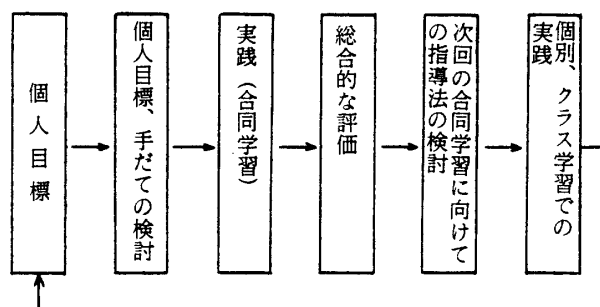 個人目標
個人目標、手だての検討
実践（合同学習）
総合的な評価
次回の合同学習に向けて
の指導法の検討
個別、クラス学習での
実践